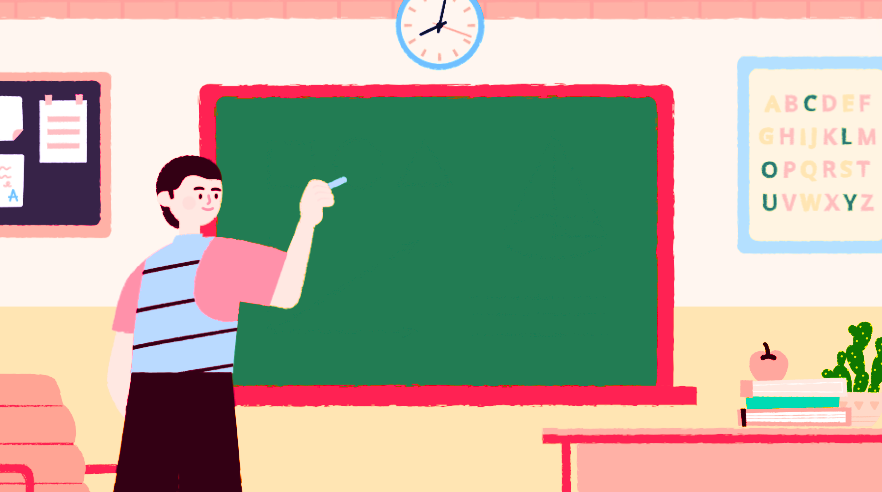 A
ABCDEF
GHIJKLM
OPQRST
UVWXYZ